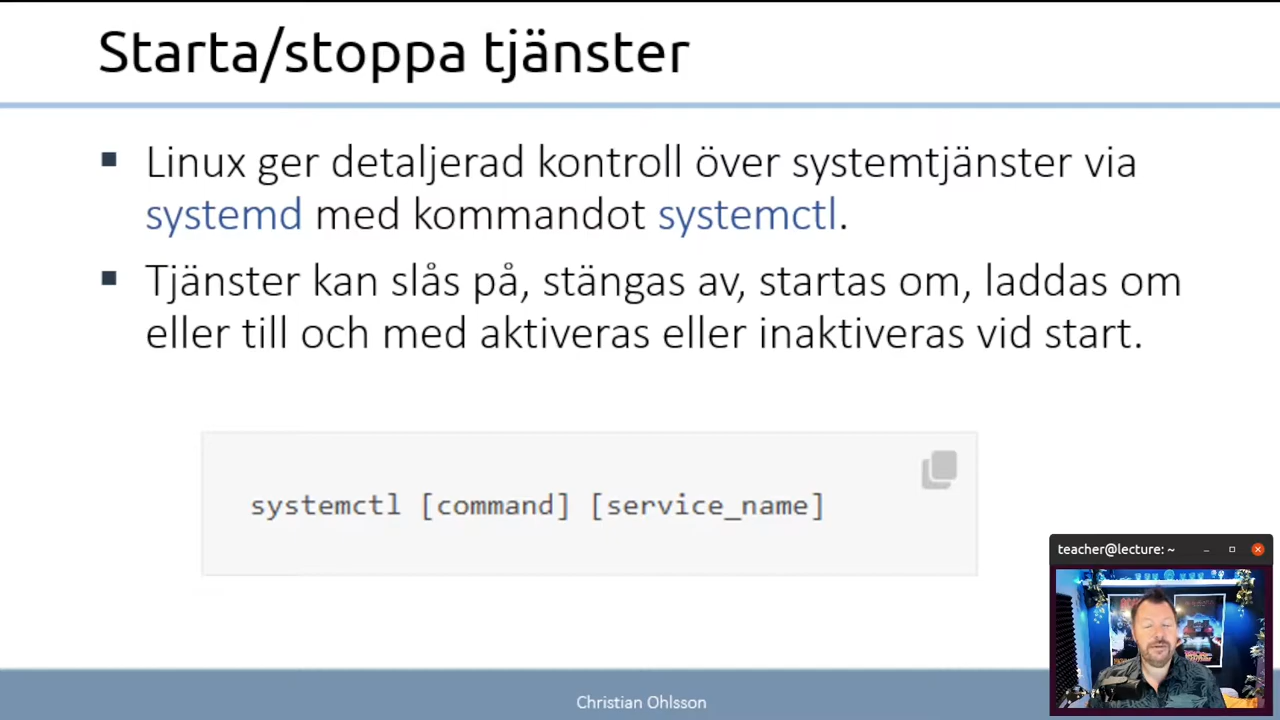 Starta/stoppa tjänster
Linux ger detaljerad kontroll över systemtjänster via
systemd med kommandot systemctl.
Tjänster kan slås på, stängas av, startas om, laddas om
eller till och med aktiveras eller inaktiveras vid start.
systemctl [command] [service_name]
teacher@lecture: ~
Christian Ohlsson